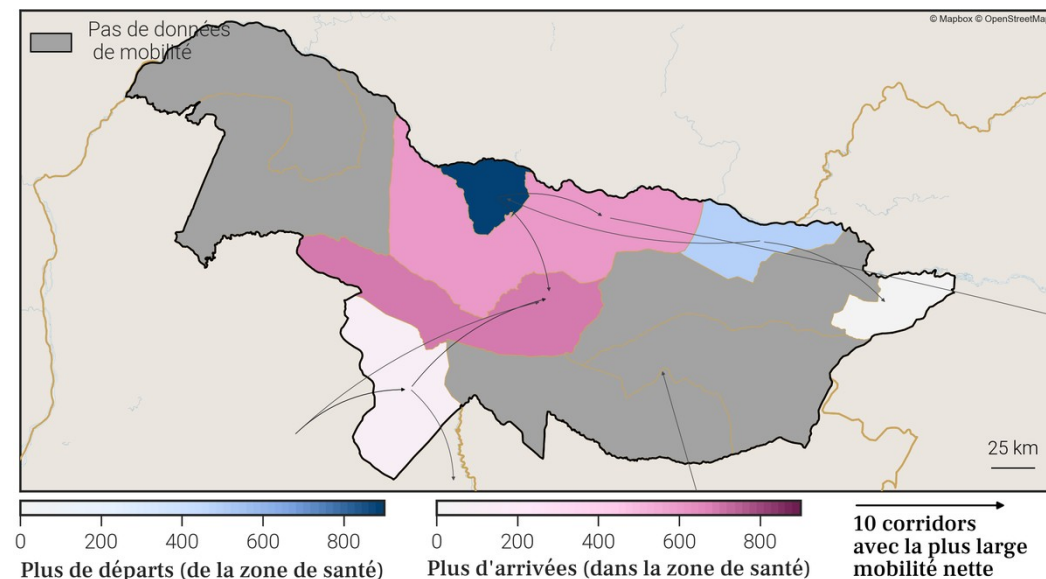 © Mapbox © OpenStreetMap
Pas de données
de mobilité
25 km
0 200 400 600 800
Plus de départs (de la zone de santé)
0 200 400 600 800
Plus d'arrivées (dans la zone de santé)
10 corridors
avec la plus large
mobilité nette